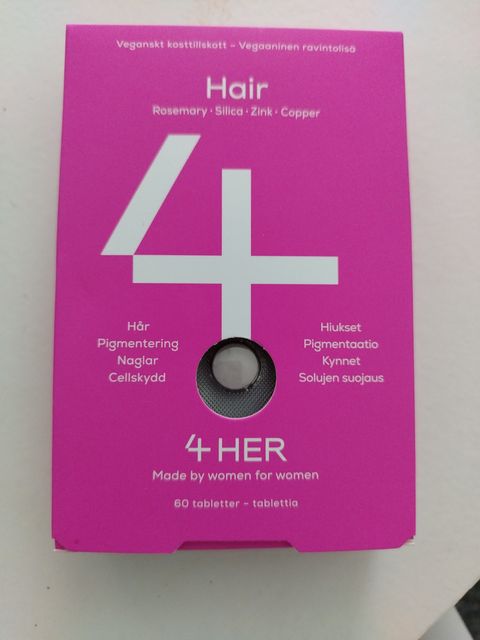 Veganskt kosttillskott - Vegaaninen ravintolisä
Hair
Rosemary · Silica · Zink · Copper
4
Hår
Pigmentering
Naglar
Cellskydd
Hiukset
Pigmentaatio
Kynnet
Solujen suojaus
4HER
Made by women for women
60 tabletter - tablettia